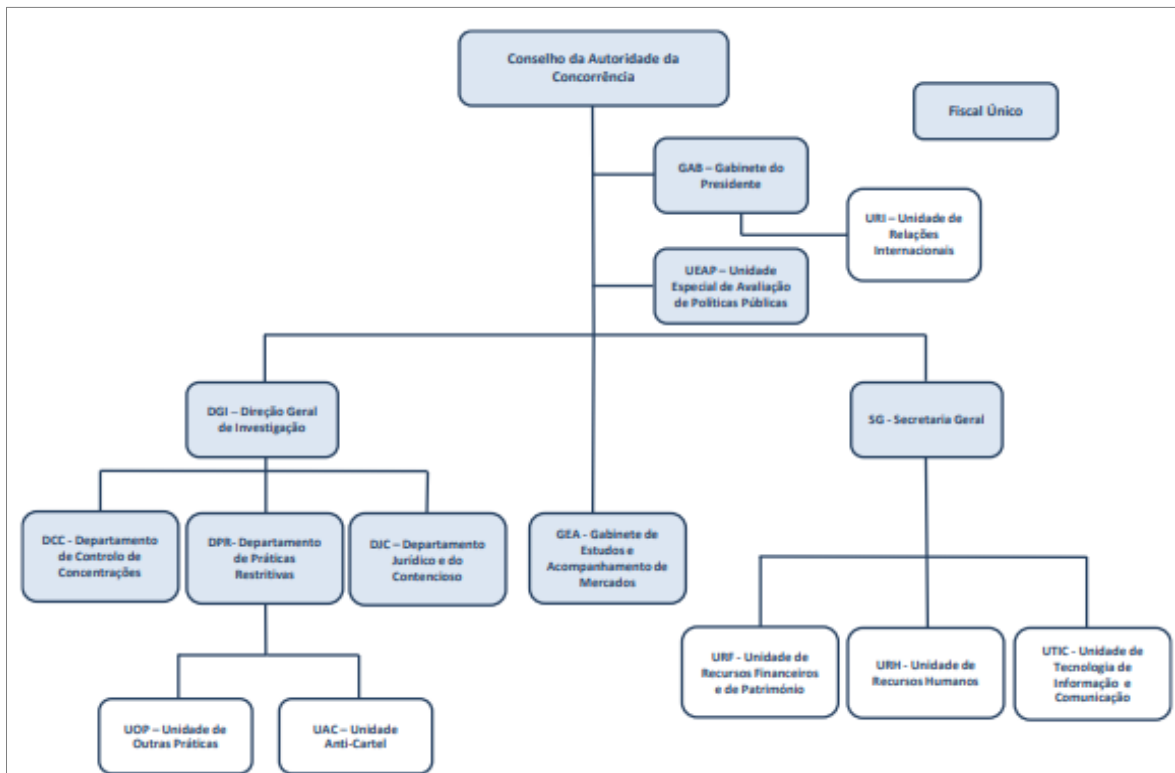 Conselho da Autoridade da
Concorrência
Fiscal Único
GAB – Gabinete do
Presidente
URI – Unidade de
Relações
Internacionais
UEAP – Unidade
Especial de Avaliação
de Políticas Públicas
DGI – Direção Geral
de Investigação
SG - Secretaria Geral
DCC - Departamento
de Controlo de
Concentrações
DPR- Departamento
de Práticas
Restritivas
DJC – Departamento
Jurídico e do
Contencioso
GEA - Gabinete de
Estudos e
Acompanhamento de
Mercados
URF - Unidade de
Recursos Financeiros
e de Património
URH - Unidade de
Recursos Humanos
UTIC - Unidade de
Tecnologia de
Informação e
Comunicação
UOP – Unidade de
Outras Práticas
UAC – Unidade
Anti-Cartel